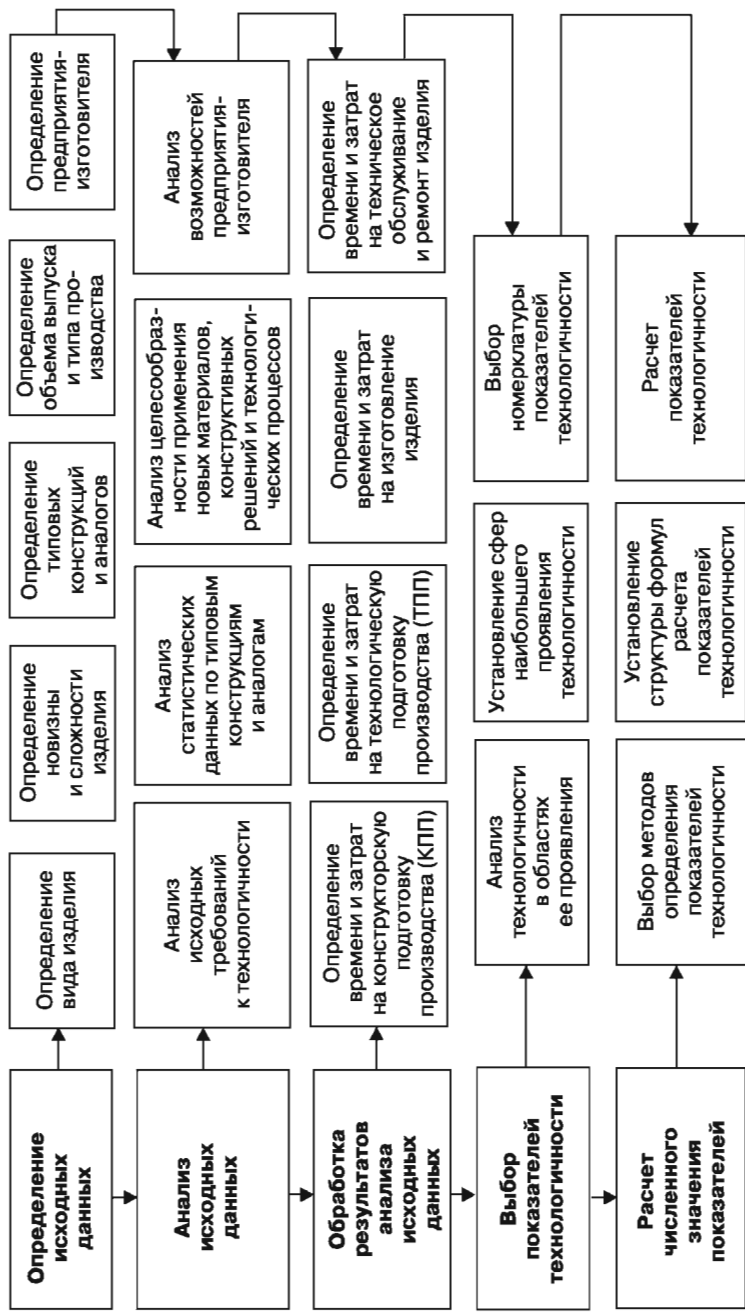 Определение
исходных
данных
Определение
вида изделия
Определение
новизны
и сложности
изделия
Определение
типовых
конструкций
и аналогов
Определение
объема выпуска
и типа про-
изводства
Определение
предприятия-
изготовителя
Анализ
исходных
данных
Анализ
исходных
требований
к технологичности
Анализ
статистических
данных по типовым
конструкциям
и аналогам
Анализ целесообраз-
ности применения
новых материалов,
конструктивных
решений и технологи-
ческих процессов
Анализ
возможностей
предприятия-
изготовителя
Обработка
результатов
анализа
исходных
данных
Определение
времени и затрат
на конструкторскую
подготовку
производства (КПП)
Определение
времени и затрат
на технологическую
подготовку
производства (ТПП)
Определение
времени и затрат
на изготовление
изделия
Определение
времени и затрат
на техническое
обслуживание
и ремонт изделия
Выбор
показателей
технологичности
Анализ
технологичности
в областях
ее проявления
Установление сфер
наибольшего
проявления
технологичности
Выбор
номерклатуры
показателей
технологичности
Расчет
численного
значения
показателей
Выбор методов
определения
показателей
технологичности
Установление
структуры формул
расчета
показателей
технологичности
Расчет
показателей
технологичности